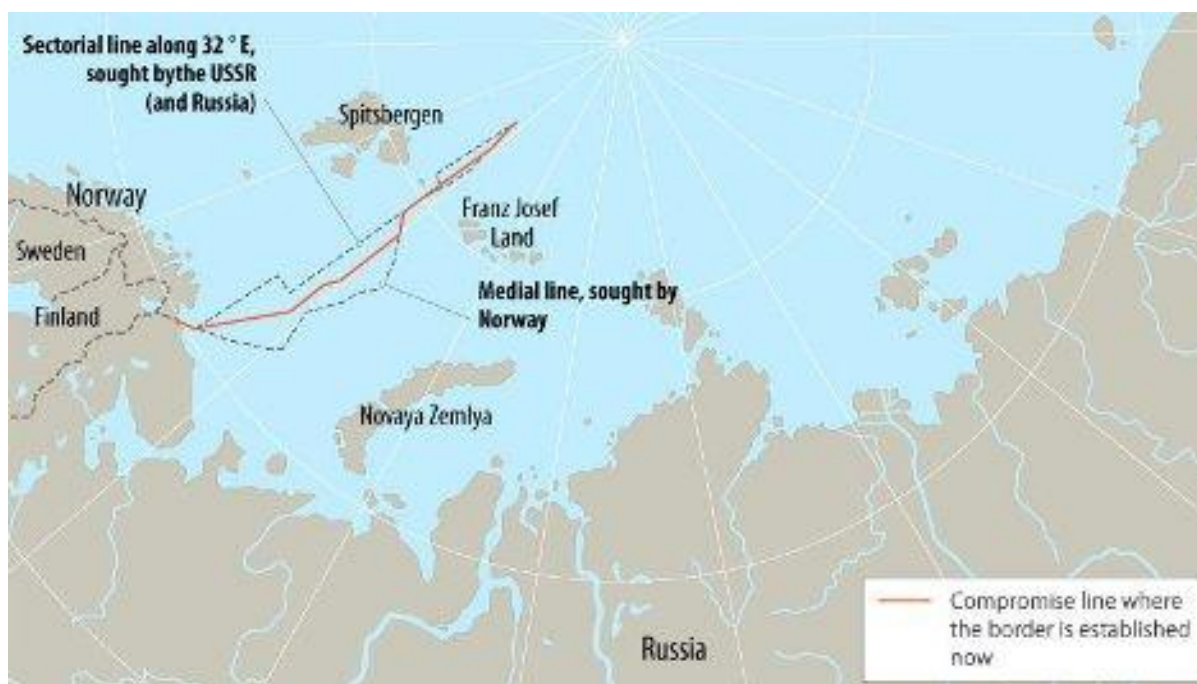 Sectorial line along 32 ° E,
sought bythe USSR
(and Russia)
Spitsbergen
Norway
Franz Josef
Land
Sweden
Medial line, sought by
Norway
Finland
Novaya Zemlya
Russia
Compromise line where
the border is established
now